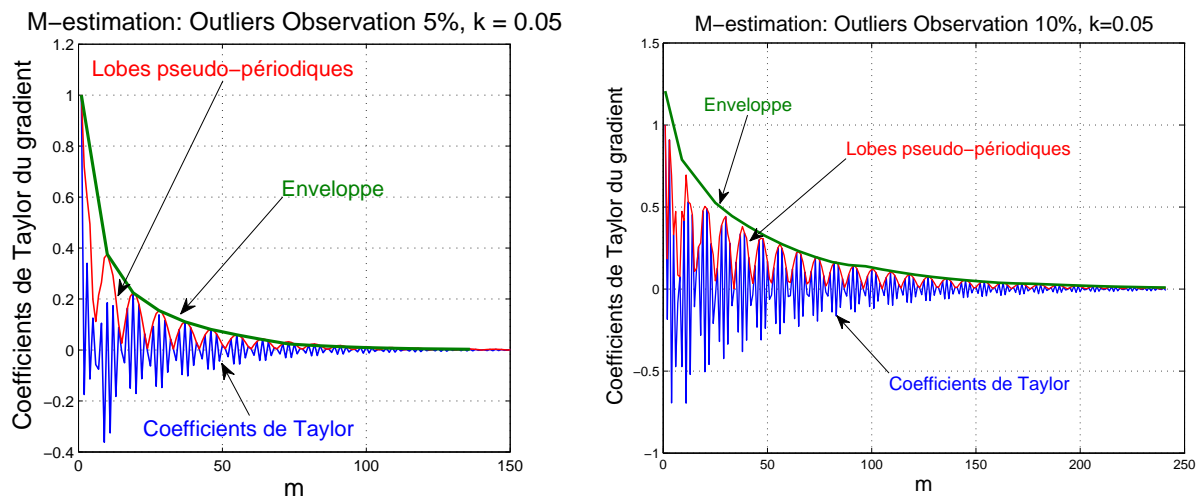 M−estimation: Outliers Observation 5%, k = 0.05
Coefficients de Taylor du gradient
1.2
1
0.8
0.6
0.4
0.2
0
−0.2
−0.4
Lobes pseudo−périodiques
Enveloppe
Coefficients de Taylor
0
50
100
150
m
M−estimation: Outliers Observation 10%, k=0.05
Coefficients de Taylor du gradient
1.5
1
0.5
0
−0.5
−1
Enveloppe
Lobes pseudo−périodiques
Coefficients de Taylor
0
50
100
150
200
250
m